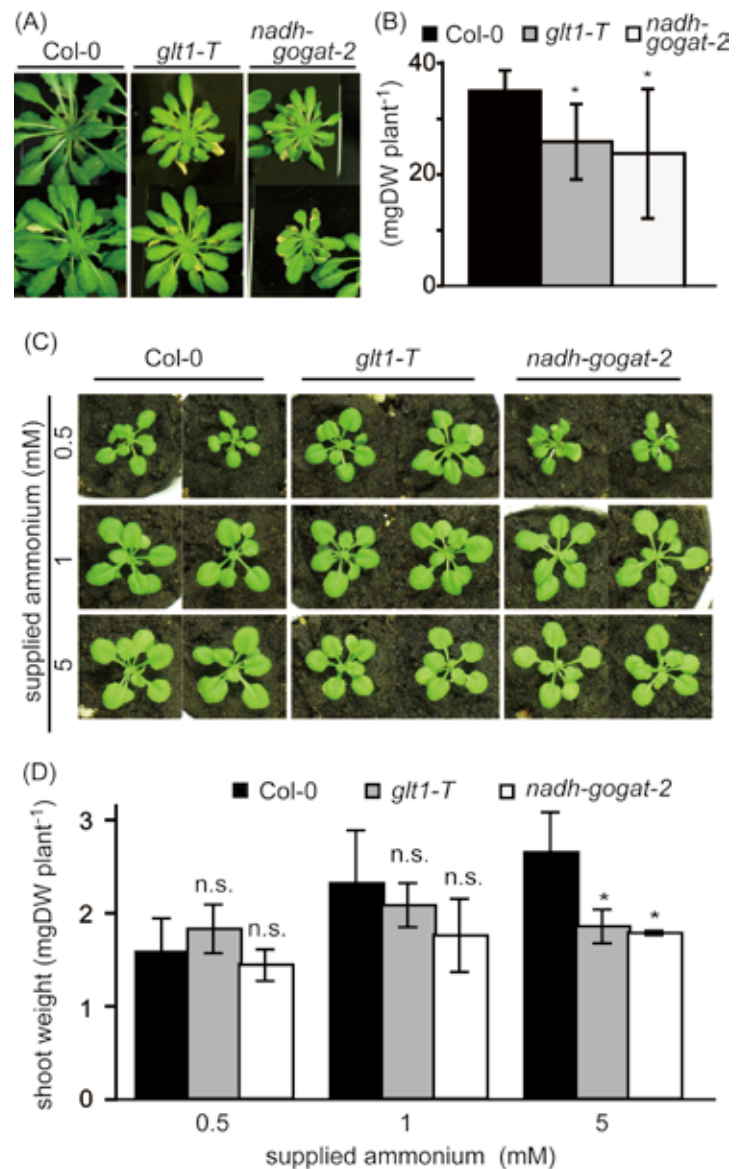 (A)
Col-0 glt1-T nadh-
gogat-2
(B)
Col-0 glt1-T nadh-
gogat-2
(mgDW plant⁻¹)
40
20
0
* *
(C)
Col-0 glt1-T nadh-gogat-2
supplied ammonium (mM)
0.5
1
5
(D)
Col-0 glt1-T nadh-gogat-2
shoot weight (mgDW plant⁻¹)
3
2
1
0
n.s. n.s. n.s. n.s. * *
0.5 1 5
supplied ammonium (mM)